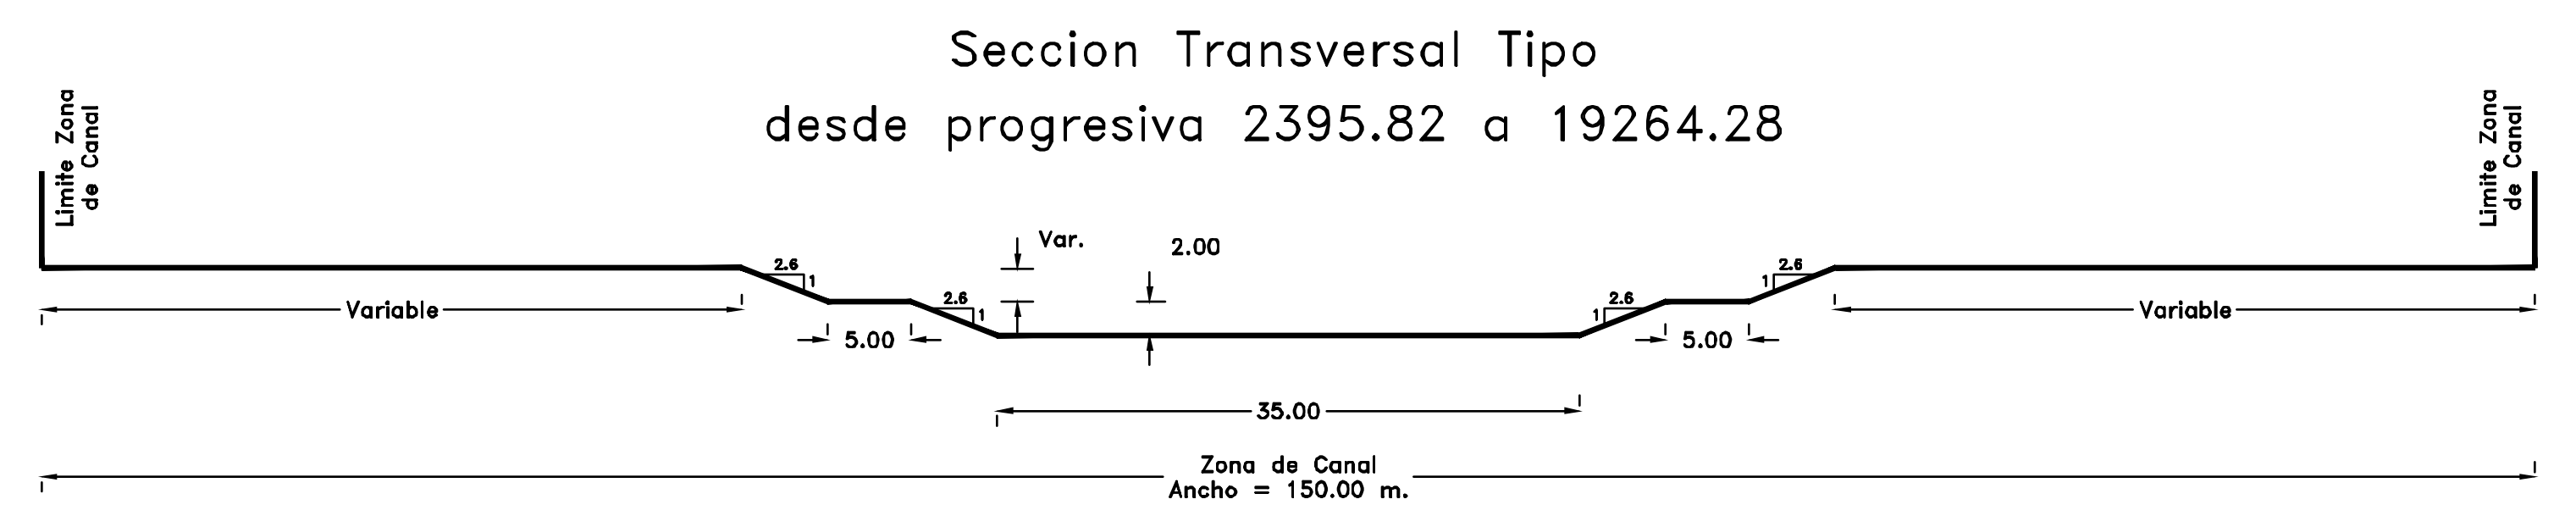 Seccion Transversal Tipo
desde progresiva 2395.82 a 19264.28
Limite Zona
de Canal
Limite Zona
de Canal
Var.
2.00
2.6
1
2.6
1
2.6
1
2.6
1
Variable
Variable
5.00
5.00
35.00
Zona de Canal
Ancho = 150.00 m.